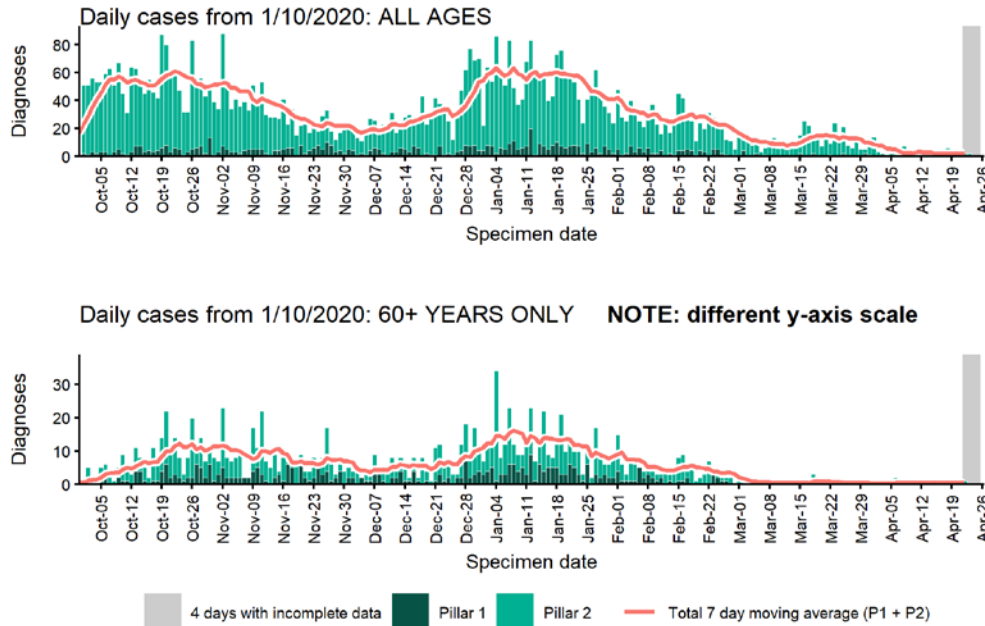 Daily cases from 1/10/2020: ALL AGES
Diagnoses
80
60
40
20
0
Oct-05
Oct-12
Oct-19
Oct-26
Nov-02
Nov-09
Nov-16
Nov-23
Nov-30
Dec-07
Dec-14
Dec-21
Dec-28
Jan-04
Jan-11
Jan-18
Jan-25
Feb-01
Feb-08
Feb-15
Feb-22
Mar-01
Mar-08
Mar-15
Mar-22
Mar-29
Apr-05
Apr-12
Apr-19
Apr-26
Specimen date
Daily cases from 1/10/2020: 60+ YEARS ONLY NOTE: different y-axis scale
Diagnoses
30
20
10
0
Oct-05
Oct-12
Oct-19
Oct-26
Nov-02
Nov-09
Nov-16
Nov-23
Nov-30
Dec-07
Dec-14
Dec-21
Dec-28
Jan-04
Jan-11
Jan-18
Jan-25
Feb-01
Feb-08
Feb-15
Feb-22
Mar-01
Mar-08
Mar-15
Mar-22
Mar-29
Apr-05
Apr-12
Apr-19
Apr-26
Specimen date
4 days with incomplete data Pillar 1 Pillar 2 Total 7 day moving average (P1 + P2)